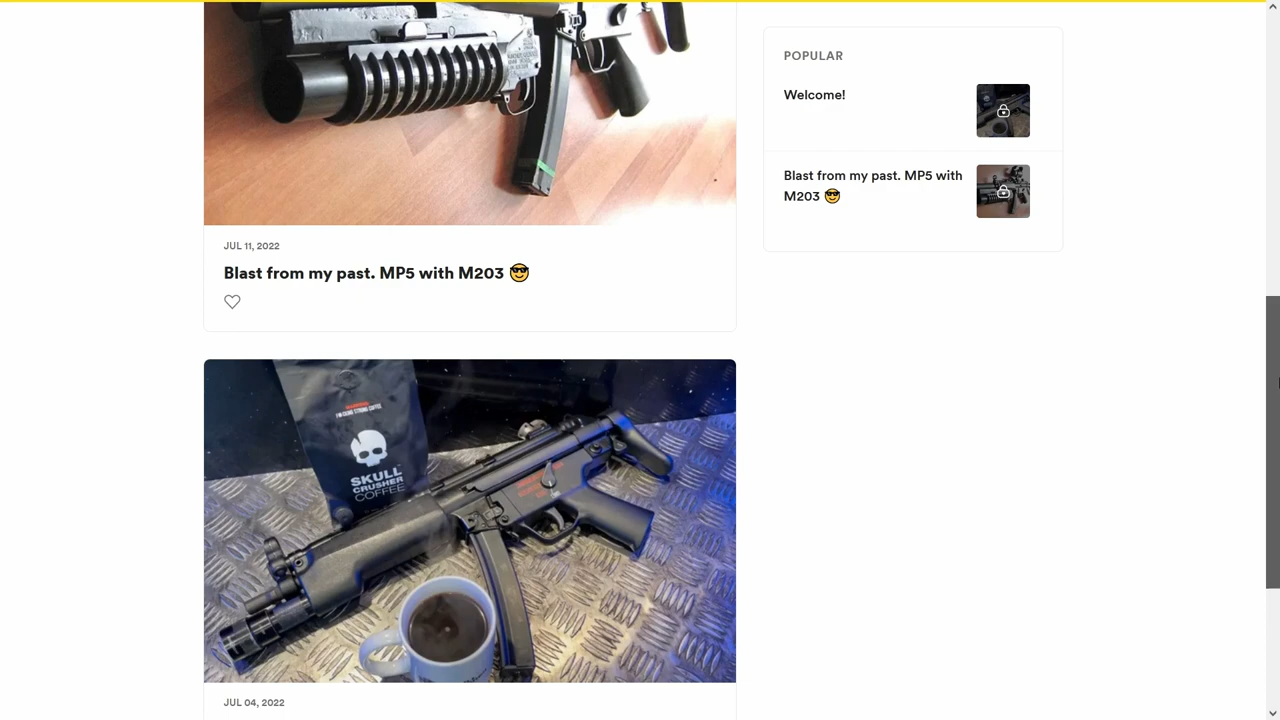 JUL 11, 2022
Blast from my past. MP5 with M203 😎
SKULL
CRUSHER
COFFEE
JUL 04, 2022
POPULAR
Welcome!
Blast from my past. MP5 with
M203 😎